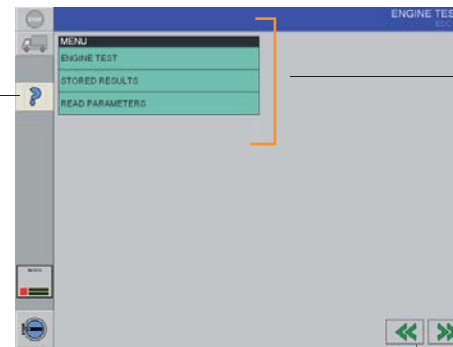 ENGINE TES
MENU
ENGINE TEST
STORED RESULTS
READ PARAMETERS